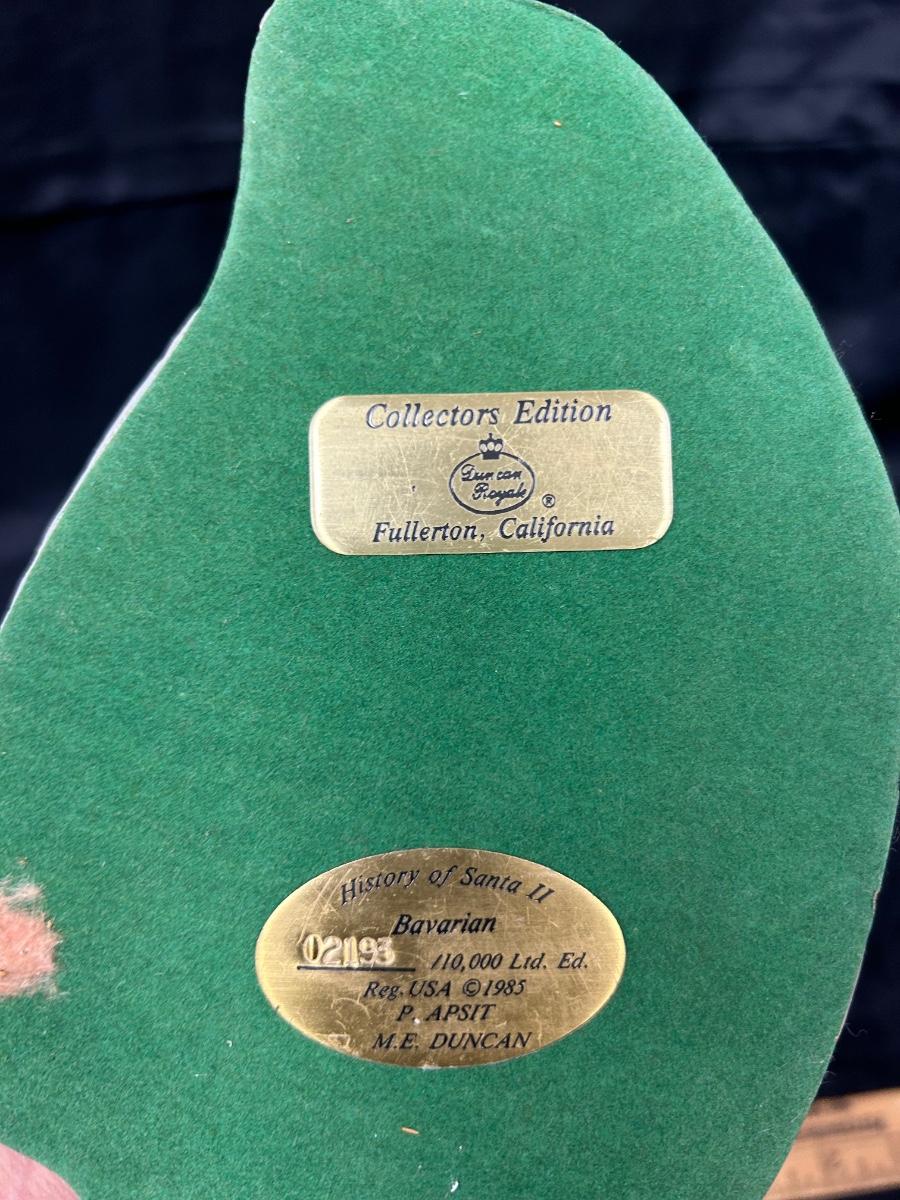 Collectors Edition
Duncan
Royale ®
Fullerton, California
History of Santa II
Bavarian
02193 /10,000 Ltd. Ed.
Reg. USA ©1985
P. APSIT
M.E. DUNCAN